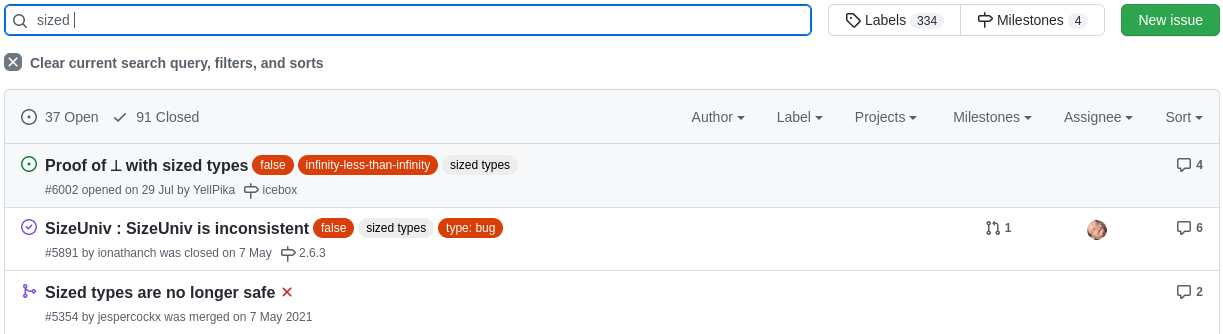 sized
Labels 334 Milestones 4 New issue
Clear current search query, filters, and sorts
37 Open 91 Closed Author Label Projects Milestones Assignee Sort
Proof of ⊥ with sized types false infinity-less-than-infinity sized types 4
#6002 opened on 29 Jul by YellPika icebox
SizeUniv : SizeUniv is inconsistent false sized types type: bug 1 6
#5891 by ionathanch was closed on 7 May 2.6.3
Sized types are no longer safe 2
#5354 by jespercockx was merged on 7 May 2021